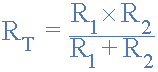 R_T = (R_1 × R_2) / (R_1 + R_2)